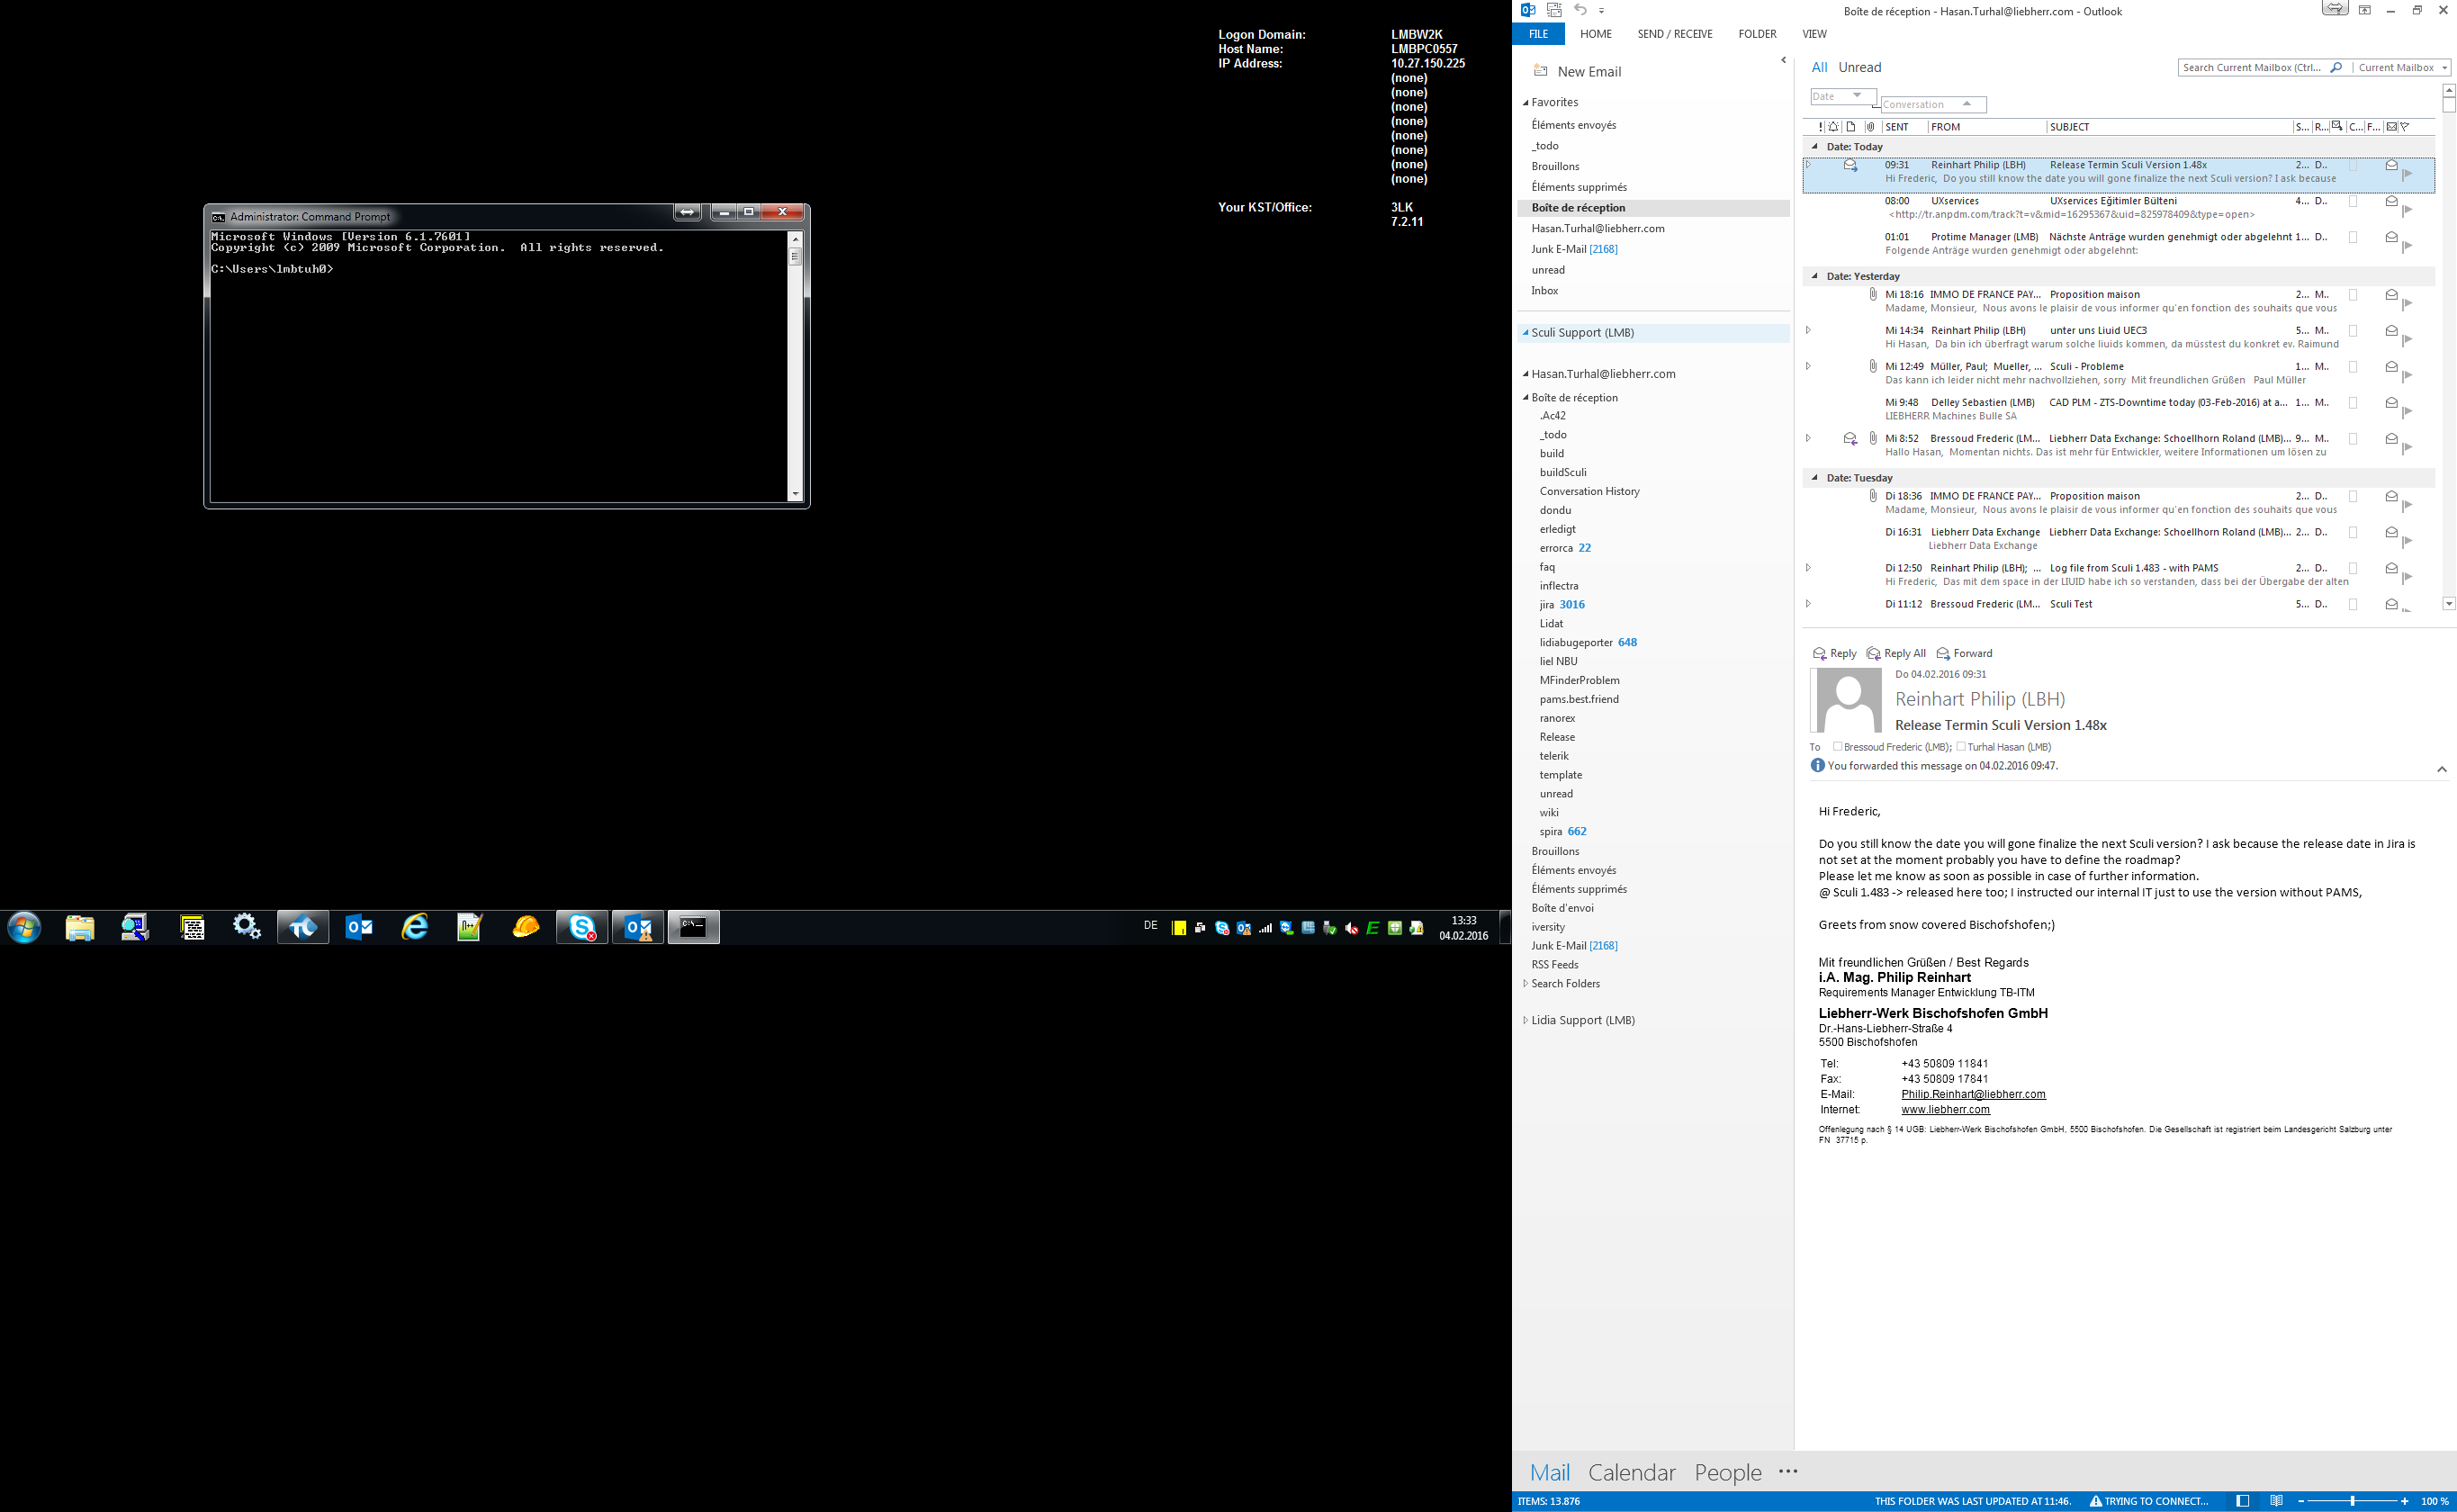 Logon Domain: LMBW2K
Host Name: LMBPC0557
IP Address: 10.27.150.225
(none)
(none)
(none)
(none)
(none)
(none)
(none)
(none)
Your KST/Office: 3LK
7.2.11
Administrator: Command Prompt
Microsoft Windows [Version 6.1.7601]
Copyright (c) 2009 Microsoft Corporation. All rights reserved.
C:\Users\lmbtuh0>
DE
13:33
04.02.2016
Boîte de réception - Hasan.Turhal@liebherr.com - Outlook
FILE HOME SEND / RECEIVE FOLDER VIEW
New Email
Favorites
Éléments envoyés
_todo
Brouillons
Éléments supprimés
Boîte de réception
Hasan.Turhal@liebherr.com
Junk E-Mail [2168]
unread
Inbox
Sculi Support (LMB)
Hasan.Turhal@liebherr.com
Boîte de réception
.Ac42
_todo
build
buildSculi
Conversation History
dondu
erledigt
errorca 22
faq
inflectra
jira 3016
Lidat
lidiabugeporter 648
liel NBU
MFinderProblem
pams.best.friend
ranorex
Release
telerik
template
unread
wiki
spira 662
Brouillons
Éléments envoyés
Éléments supprimés
Boîte d'envoi
iversity
Junk E-Mail [2168]
RSS Feeds
Search Folders
Lidia Support (LMB)
All Unread
Search Current Mailbox (Ctrl... Current Mailbox
Date
Conversation
! SENT FROM SUBJECT S... R... C... F...
Date: Today
09:31 Reinhart Philip (LBH) Release Termin Sculi Version 1.48x 2... D..
Hi Frederic, Do you still know the date you will gone finalize the next Sculi version? I ask because
08:00 UXservices UXservices Eğitimler Bülteni 4... D..
<http://tr.anpdm.com/track?t=v&mid=16295367&uid=825978409&type=open>
01:01 Protime Manager (LMB) Nächste Anträge wurden genehmigt oder abgelehnt 1... D..
Folgende Anträge wurden genehmigt oder abgelehnt:
Date: Yesterday
Mi 18:16 IMMO DE FRANCE PAY... Proposition maison 2... M..
Madame, Monsieur, Nous avons le plaisir de vous informer qu'en fonction des souhaits que vous
Mi 14:34 Reinhart Philip (LBH) unter uns Liuid UEC3 5... M..
Hi Hasan, Da bin ich überfragt warum solche liuids kommen, da müsstest du konkret ev. Raimund
Mi 12:49 Müller, Paul; Mueller, ... Sculi - Probleme 1... M..
Das kann ich leider nicht mehr nachvollziehen, sorry Mit freundlichen Grüßen Paul Müller
Mi 9:48 Delley Sebastien (LMB) CAD PLM - ZTS-Downtime today (03-Feb-2016) at a... 1... M..
LIEBHERR Machines Bulle SA
Mi 8:52 Bressoud Frederic (LM... Liebherr Data Exchange: Schoellhorn Roland (LMB)... 9... M..
Hallo Hasan, Momentan nichts. Das ist mehr für Entwickler, weitere Informationen um lösen zu
Date: Tuesday
Di 18:36 IMMO DE FRANCE PAY... Proposition maison 2... D..
Madame, Monsieur, Nous avons le plaisir de vous informer qu'en fonction des souhaits que vous
Di 16:31 Liebherr Data Exchange Liebherr Data Exchange: Schoellhorn Roland (LMB)... 2... D..
Liebherr Data Exchange
Di 12:50 Reinhart Philip (LBH); ... Log file from Sculi 1.483 - with PAMS 2... D..
Hi Frederic, Das mit dem space in der LIUID habe ich so verstanden, dass bei der Übergabe der alten
Di 11:12 Bressoud Frederic (LM... Sculi Test 5... D..
Reply Reply All Forward
Do 04.02.2016 09:31
Reinhart Philip (LBH)
Release Termin Sculi Version 1.48x
To Bressoud Frederic (LMB); Turhal Hasan (LMB)
You forwarded this message on 04.02.2016 09:47.
Hi Frederic,
Do you still know the date you will gone finalize the next Sculi version? I ask because the release date in Jira is
not set at the moment probably you have to define the roadmap?
Please let me know as soon as possible in case of further information.
@ Sculi 1.483 -> released here too; I instructed our internal IT just to use the version without PAMS,
Greets from snow covered Bischofshofen;)
Mit freundlichen Grüßen / Best Regards
i.A. Mag. Philip Reinhart
Requirements Manager Entwicklung TB-ITM
Liebherr-Werk Bischofshofen GmbH
Dr.-Hans-Liebherr-Straße 4
5500 Bischofshofen
Tel: +43 50809 11841
Fax: +43 50809 17841
E-Mail: Philip.Reinhart@liebherr.com
Internet: www.liebherr.com
Offenlegung nach § 14 UGB: Liebherr-Werk Bischofshofen GmbH, 5500 Bischofshofen. Die Gesellschaft ist registriert beim Landesgericht Salzburg unter
FN 37715 p.
Mail Calendar People ...
ITEMS: 13.876 THIS FOLDER WAS LAST UPDATED AT 11:46. TRYING TO CONNECT... 100 %